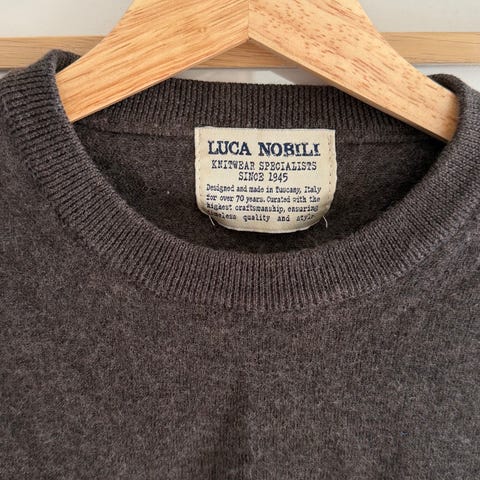 LUCA NOBILI
KNITWEAR SPECIALISTS
SINCE 1945
Designed and made in Tuscany, Italy
for over 70 years. Curated with the
highest craftsmanship, ensuring
timeless quality and style